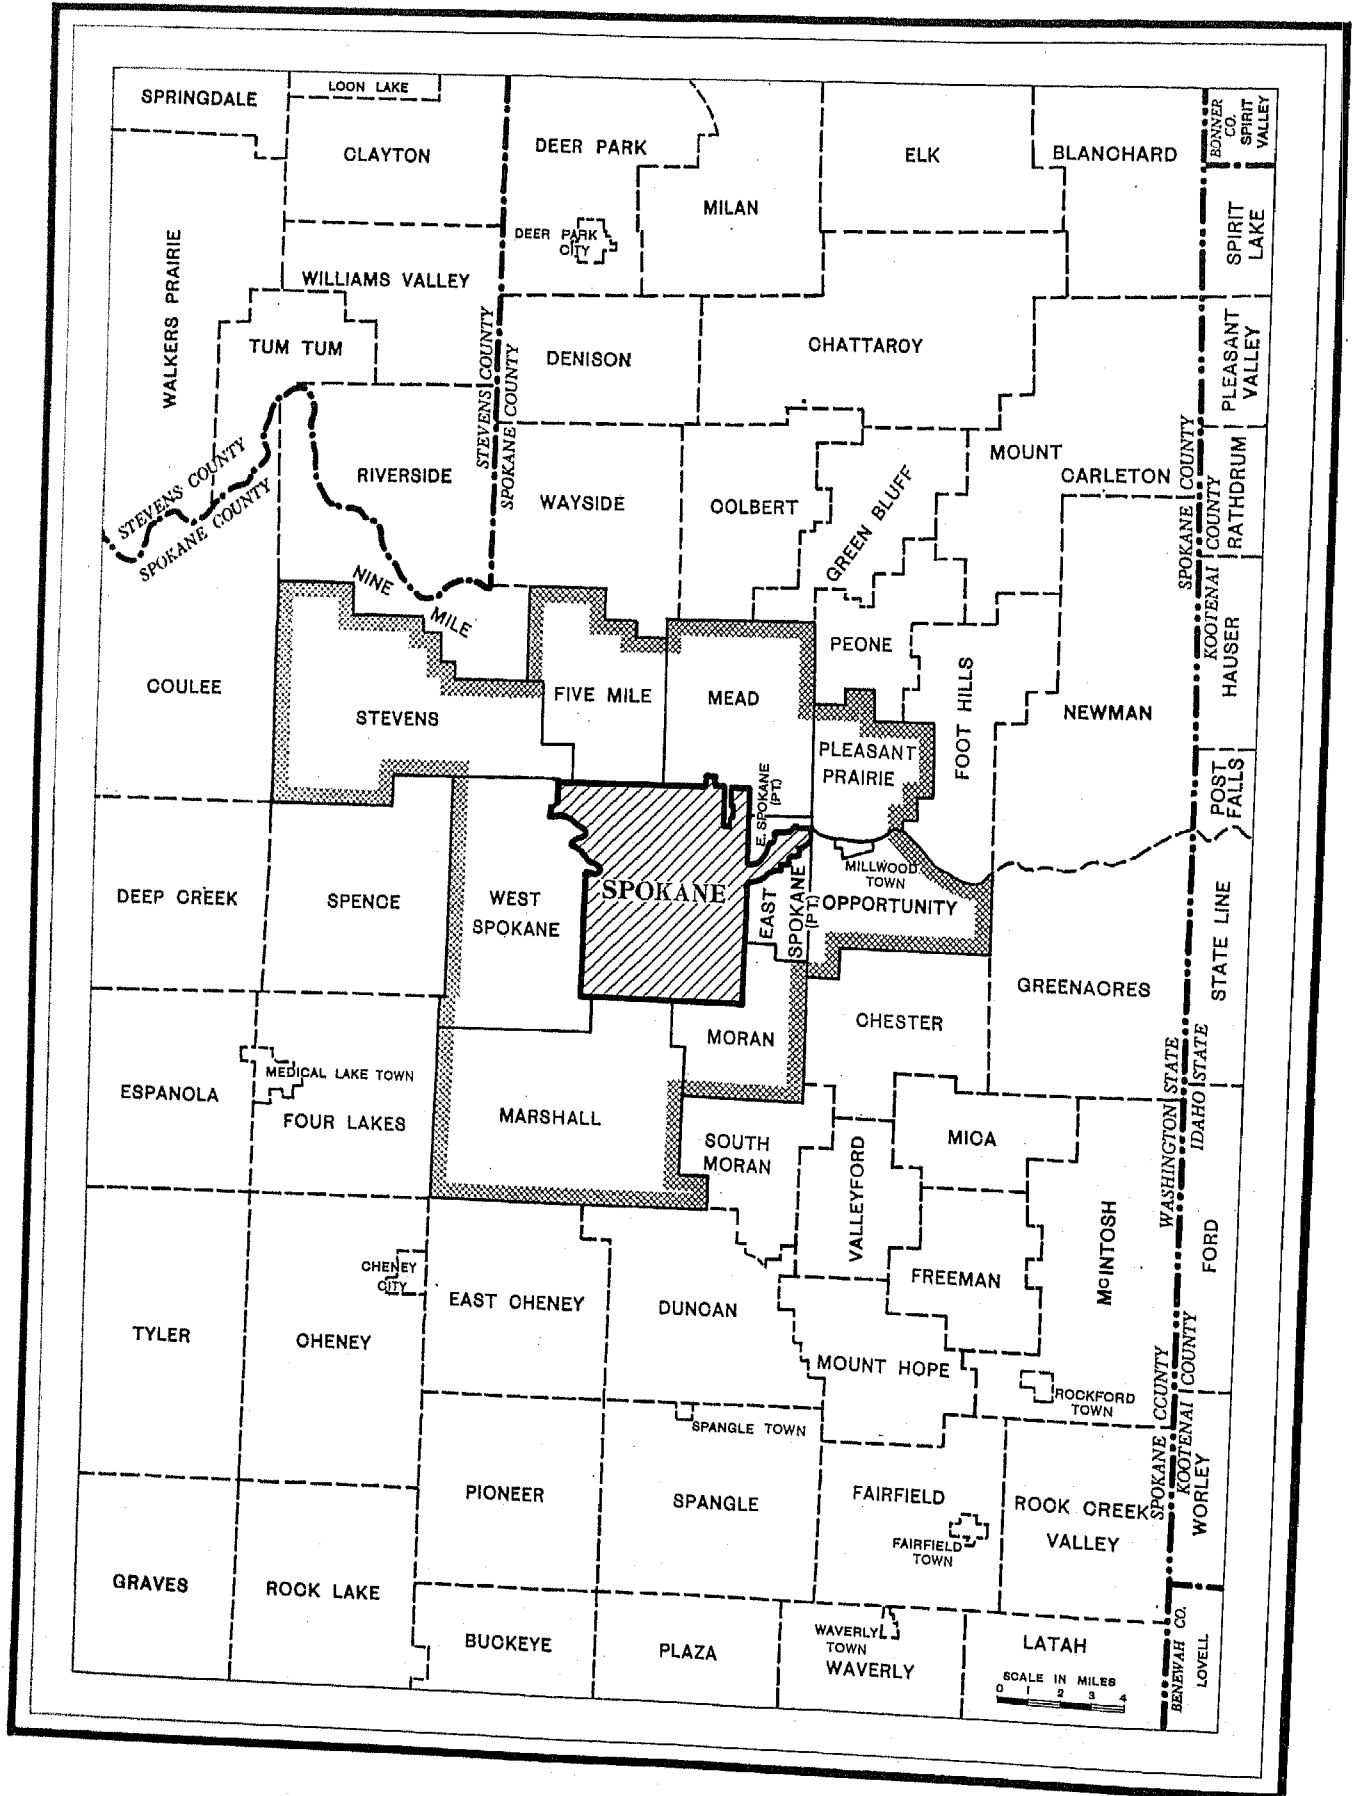 SPRINGDALE
LOON LAKE
CLAYTON
DEER PARK
ELK
BLANCHARD
BONNER
CO.
SPIRIT
VALLEY
MILAN
DEER PARK
CITY
SPIRIT
LAKE
WALKERS PRAIRIE
WILLIAMS VALLEY
TUM TUM
STEVENS COUNTY
SPOKANE COUNTY
DENISON
CHATTAROY
PLEASANT
VALLEY
STEVENS COUNTY
SPOKANE COUNTY
RIVERSIDE
WAYSIDE
COLBERT
GREEN BLUFF
MOUNT
CARLETON
SPOKANE COUNTY
KOOTENAI COUNTY
RATHDRUM
NINE
MILE
PEONE
HAUSER
COULEE
STEVENS
FIVE MILE
MEAD
FOOT HILLS
NEWMAN
PLEASANT
PRAIRIE
E. SPOKANE
(PT.)
POST
FALLS
DEEP CREEK
SPENCE
WEST
SPOKANE
SPOKANE
EAST
SPOKANE
(PT.)
MILLWOOD
TOWN
OPPORTUNITY
STATE LINE
GREENACRES
CHESTER
MORAN
ESPANOLA
MEDICAL LAKE TOWN
FOUR LAKES
MARSHALL
SOUTH
MORAN
VALLEYFORD
MICA
WASHINGTON STATE
IDAHO STATE
FORD
McINTOSH
CHENEY
CITY
EAST CHENEY
DUNCAN
FREEMAN
TYLER
CHENEY
MOUNT HOPE
ROCKFORD
TOWN
SPOKANE COUNTY
KOOTENAI COUNTY
WORLEY
SPANGLE TOWN
PIONEER
SPANGLE
FAIRFIELD
FAIRFIELD
TOWN
ROCK CREEK
VALLEY
GRAVES
ROCK LAKE
BUCKEYE
PLAZA
WAVERLY
TOWN
WAVERLY
LATAH
BENEWAH CO.
LOVELL
SCALE IN MILES
0 1 2 3 4